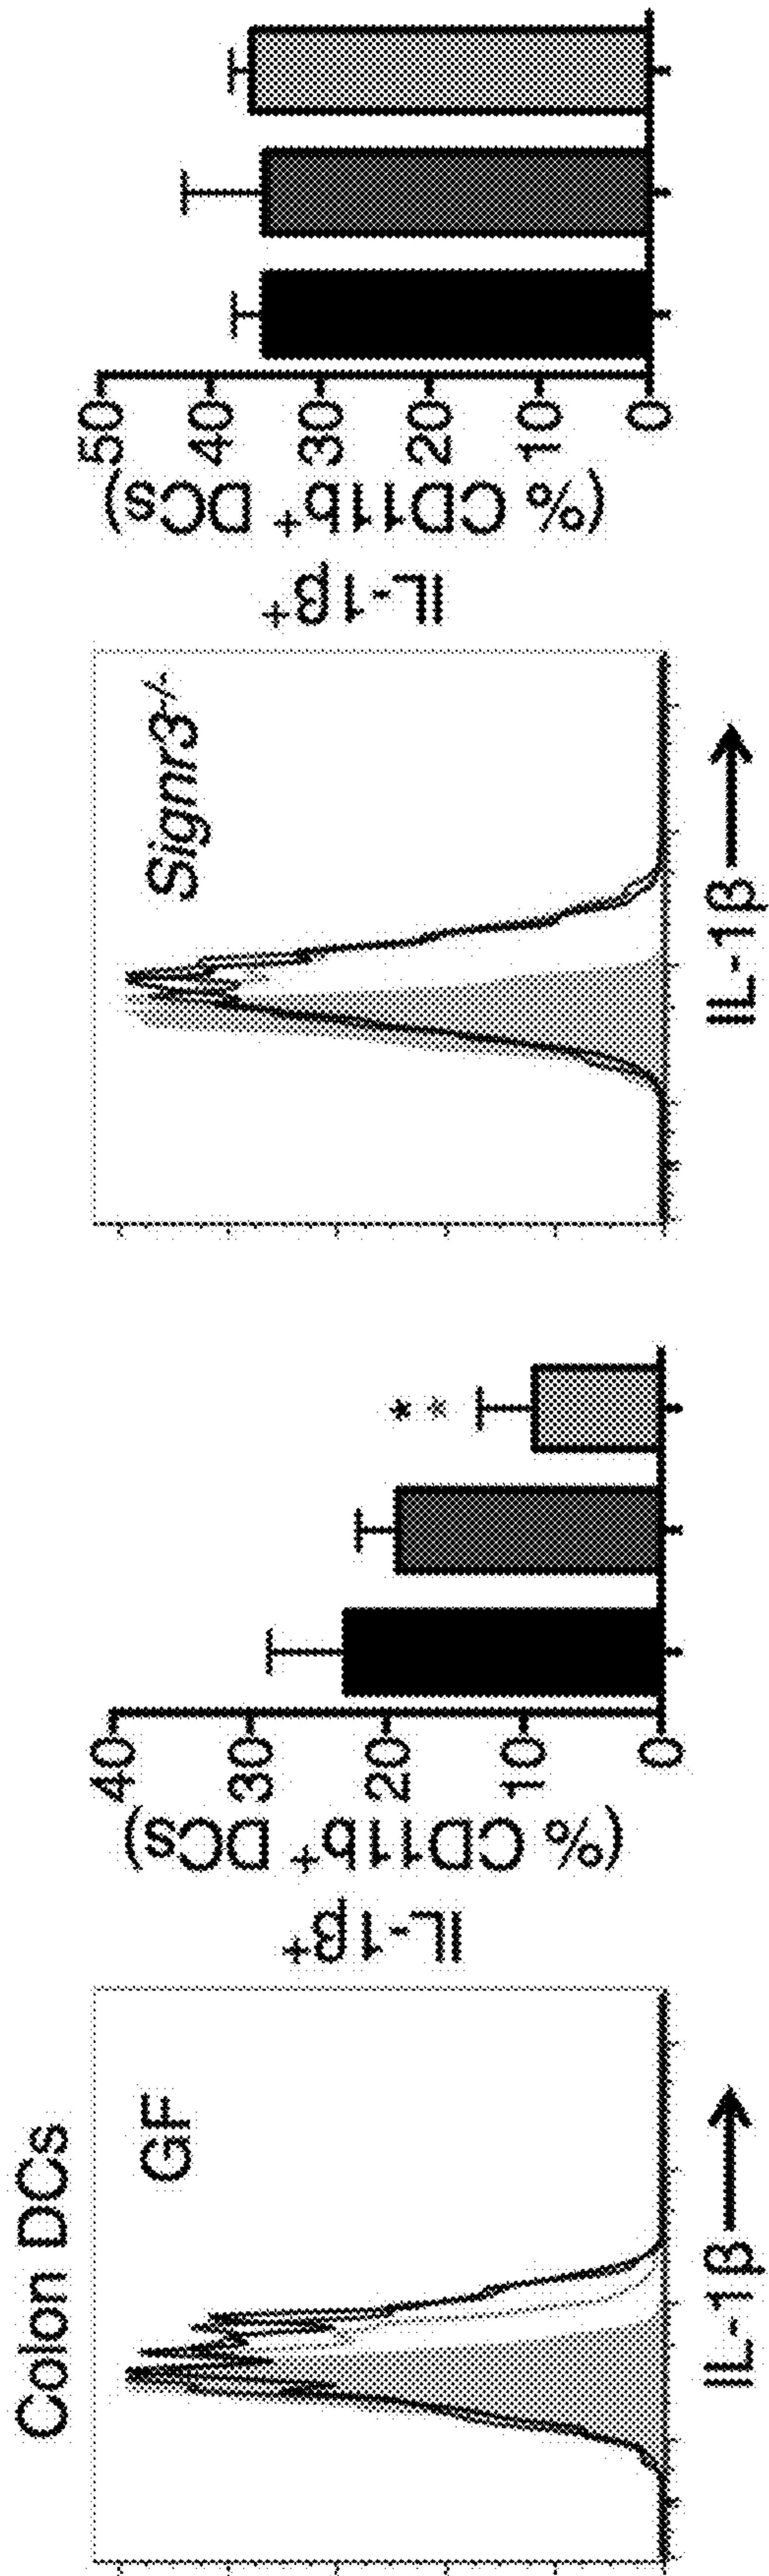 Colon DCs
GF
IL-1β
IL-1β⁺
(% CD11b⁺ DCs)
40
30
20
10
0
*
*
Signr3⁻/⁻
IL-1β
IL-1β⁺
(% CD11b⁺ DCs)
50
40
30
20
10
0